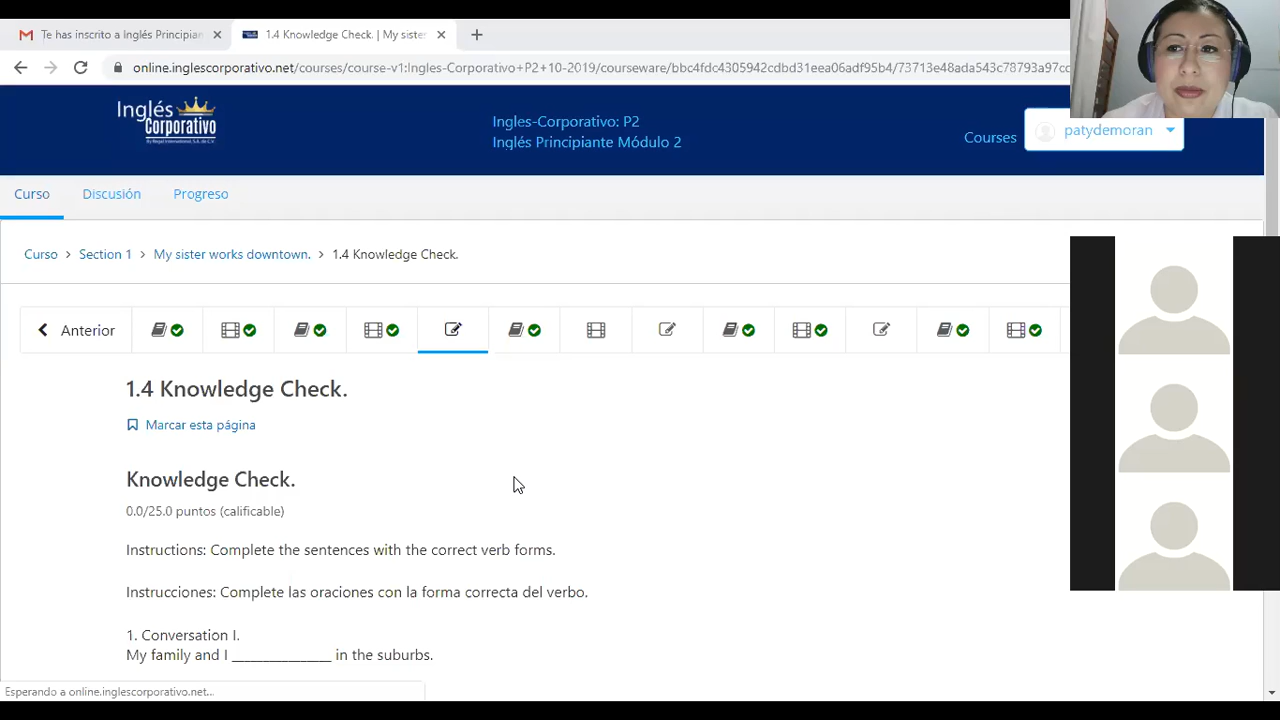 Te has inscrito a Inglés Principian
1.4 Knowledge Check. | My sister
online.inglescorporativo.net/courses/course-v1:Ingles-Corporativo+P2+10-2019/courseware/bbc4fdc4305942cdbd31eea06adf95b4/73713e48ada543c78793a97cc
Inglés
Corporativo
Ingles-Corporativo: P2
Inglés Principiante Módulo 2
Courses
patydemoran
Curso
Discusión
Progreso
Curso > Section 1 > My sister works downtown. > 1.4 Knowledge Check.
Anterior
1.4 Knowledge Check.
Marcar esta página
Knowledge Check.
0.0/25.0 puntos (calificable)
Instructions: Complete the sentences with the correct verb forms.
Instrucciones: Complete las oraciones con la forma correcta del verbo.
1. Conversation I.
My family and I _______________ in the suburbs.
Esperando a online.inglescorporativo.net...